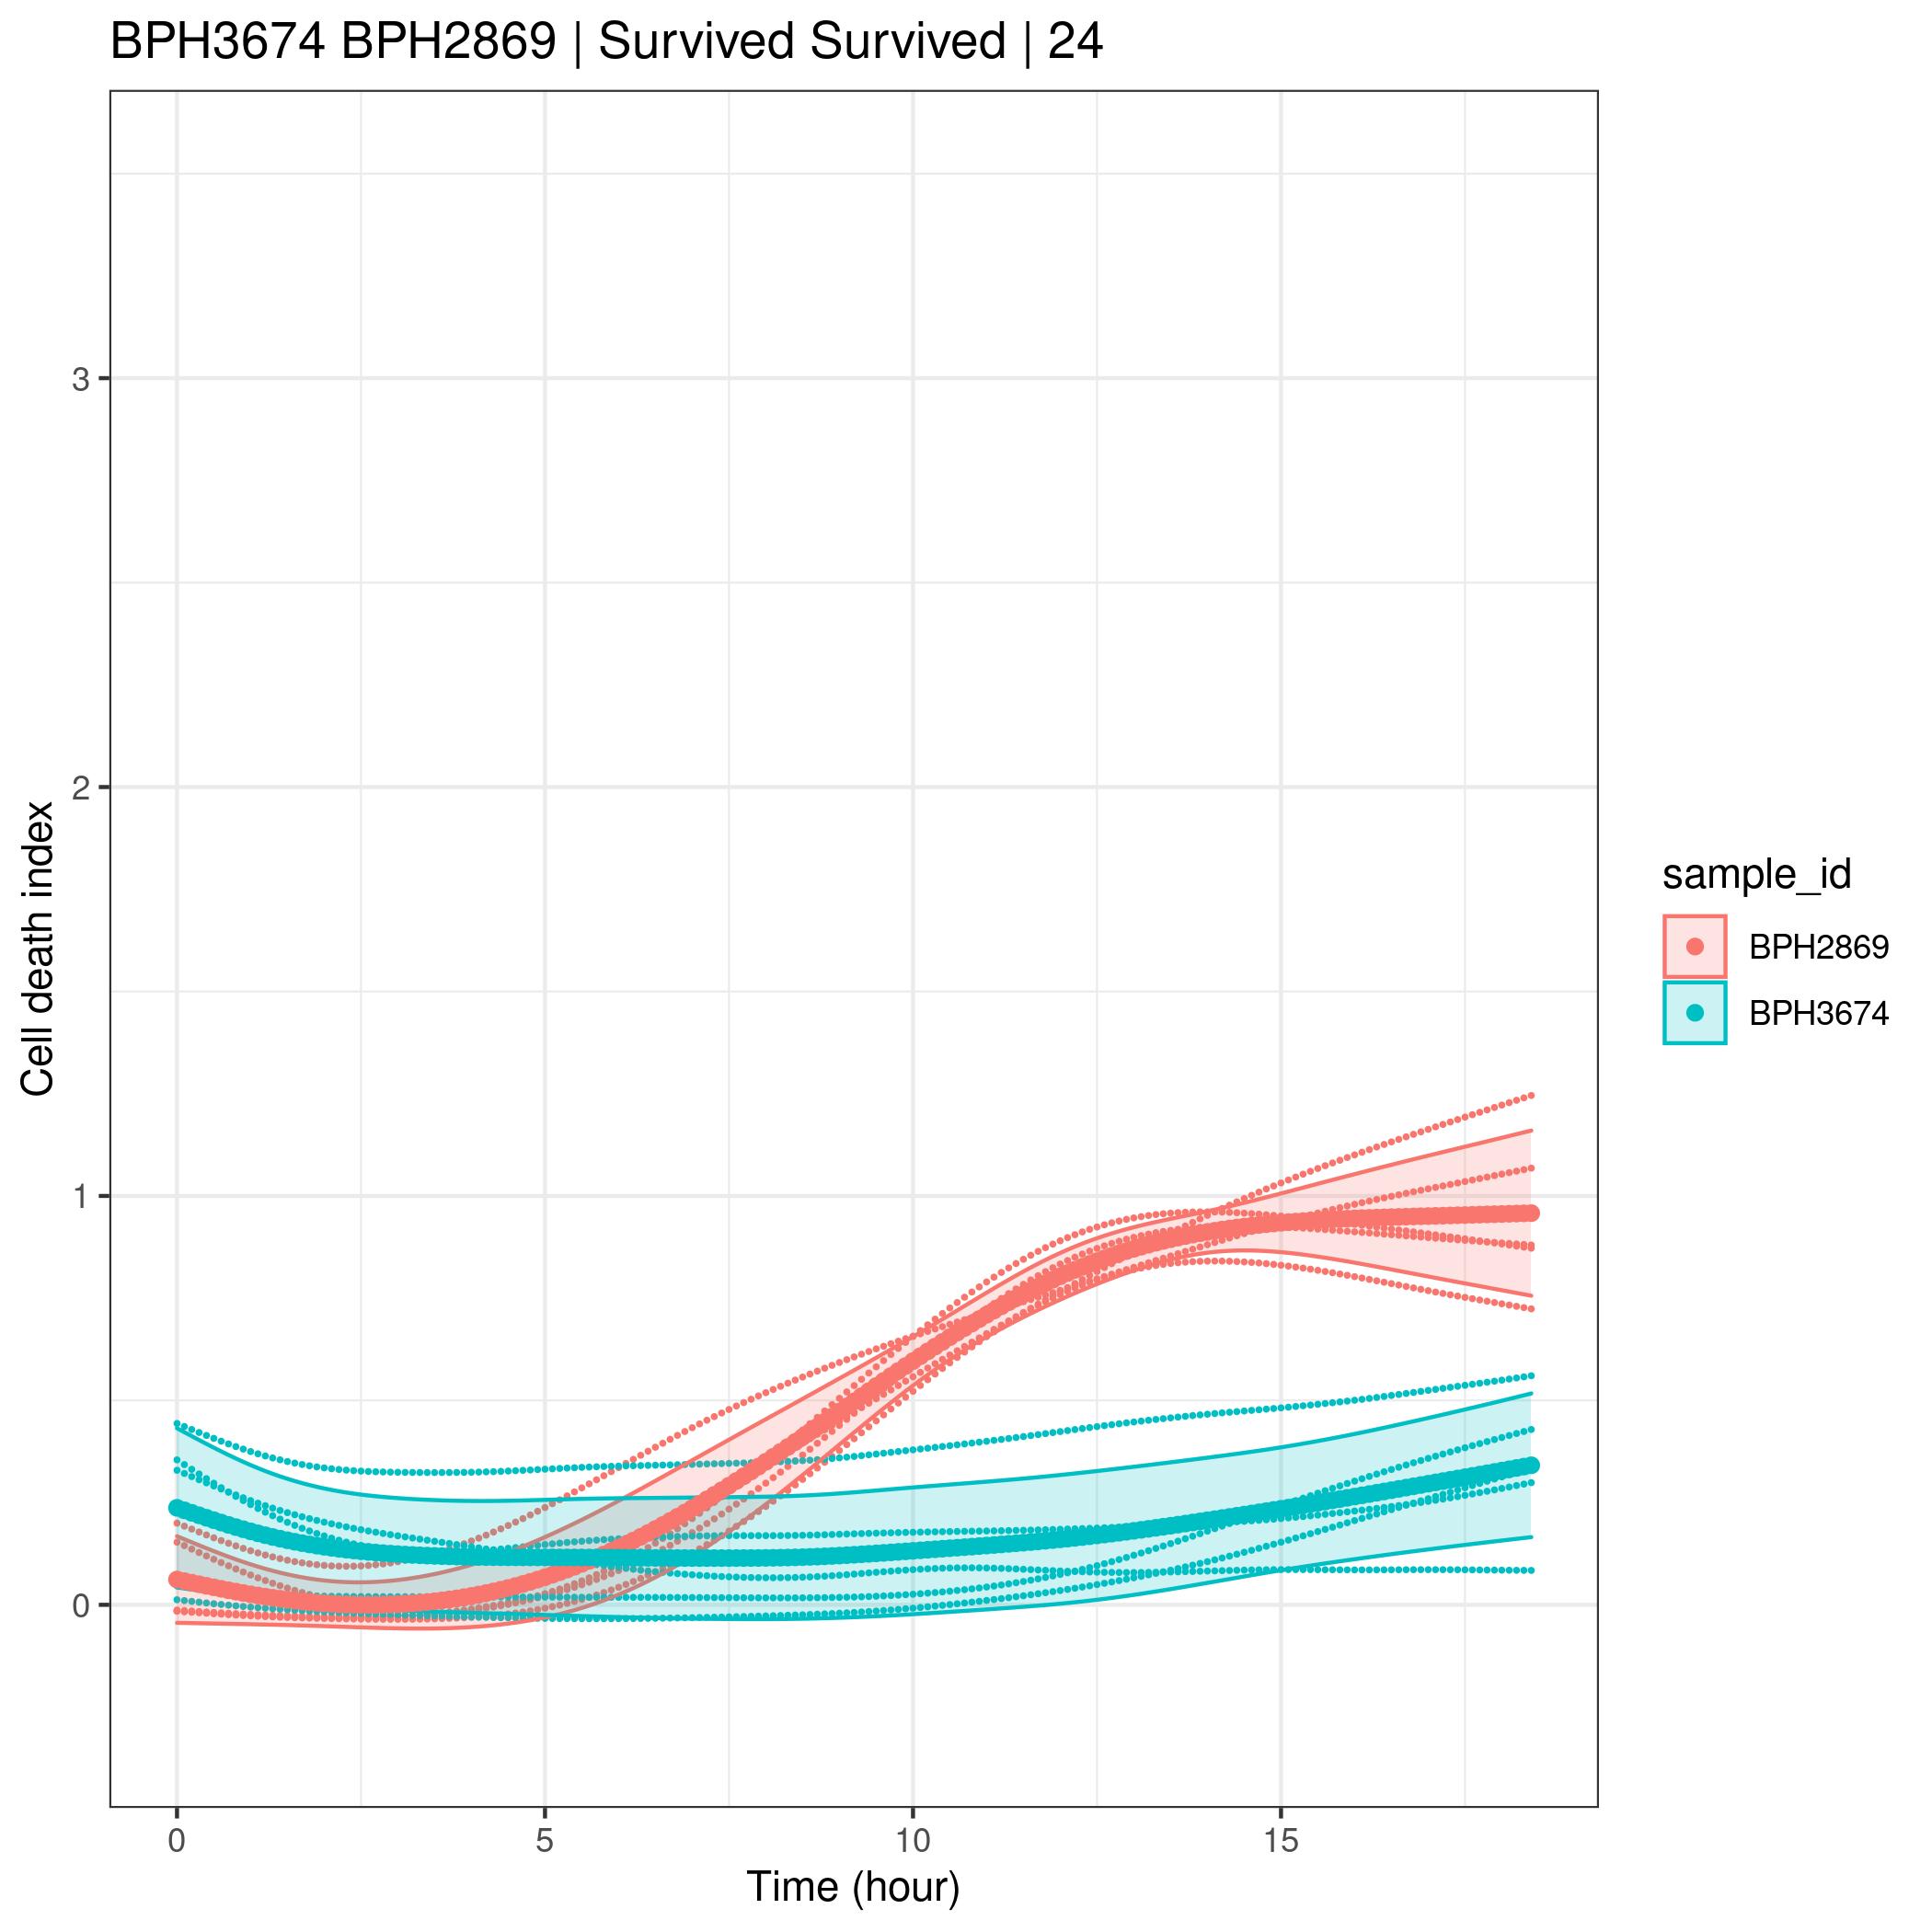 BPH3674 BPH2869 | Survived Survived | 24
3
2
1
0
Cell death index
0 5 10 15
Time (hour)
sample_id
BPH2869
BPH3674